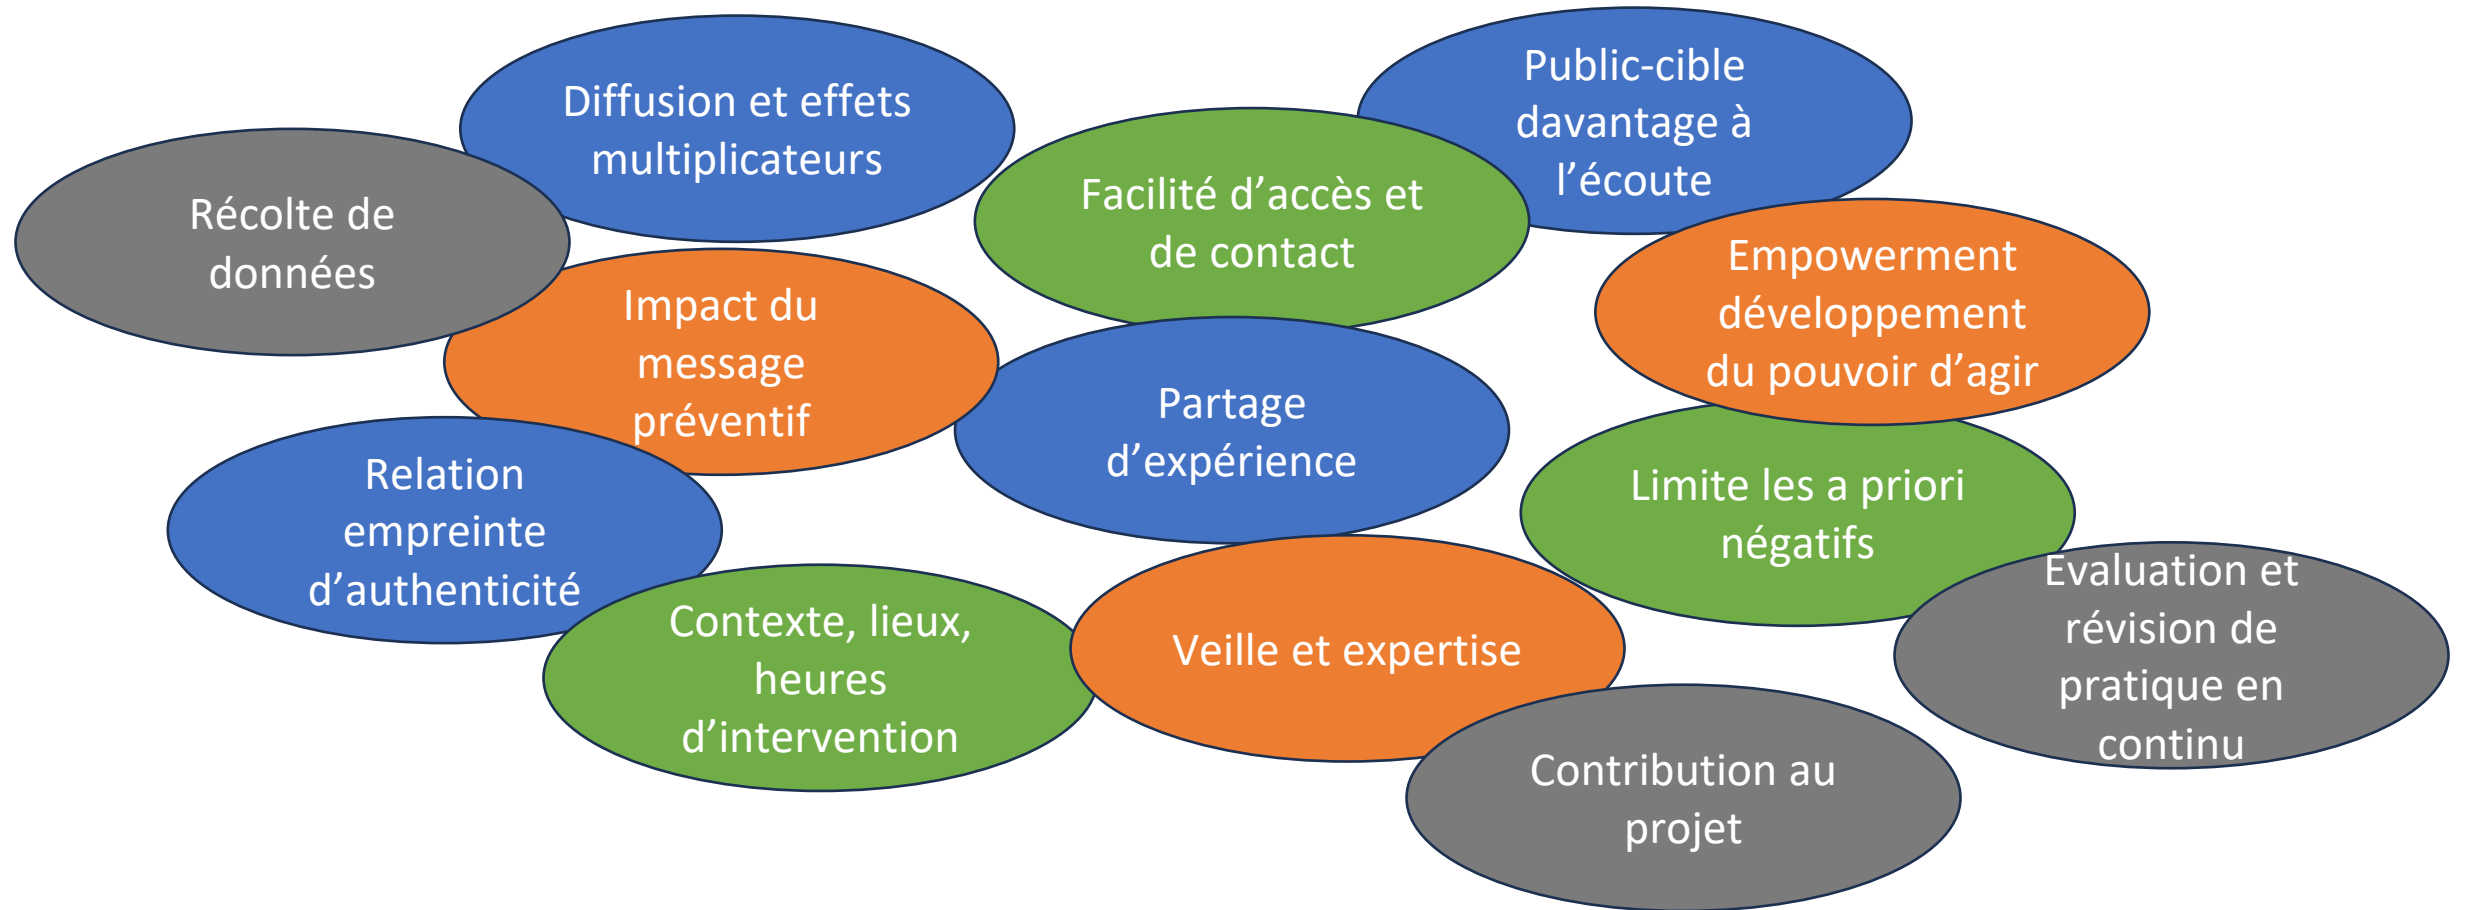 Diffusion et effets
multiplicateurs
Public-cible
davantage à
l’écoute
Récolte de
données
Facilité d’accès et
de contact
Empowerment
développement
du pouvoir d’agir
Impact du
message
préventif
Partage
d’expérience
Relation
empreinte
d’authenticité
Limite les a priori
négatifs
Contexte, lieux,
heures
d’intervention
Veille et expertise
Evaluation et
révision de
pratique en
continu
Contribution au
projet